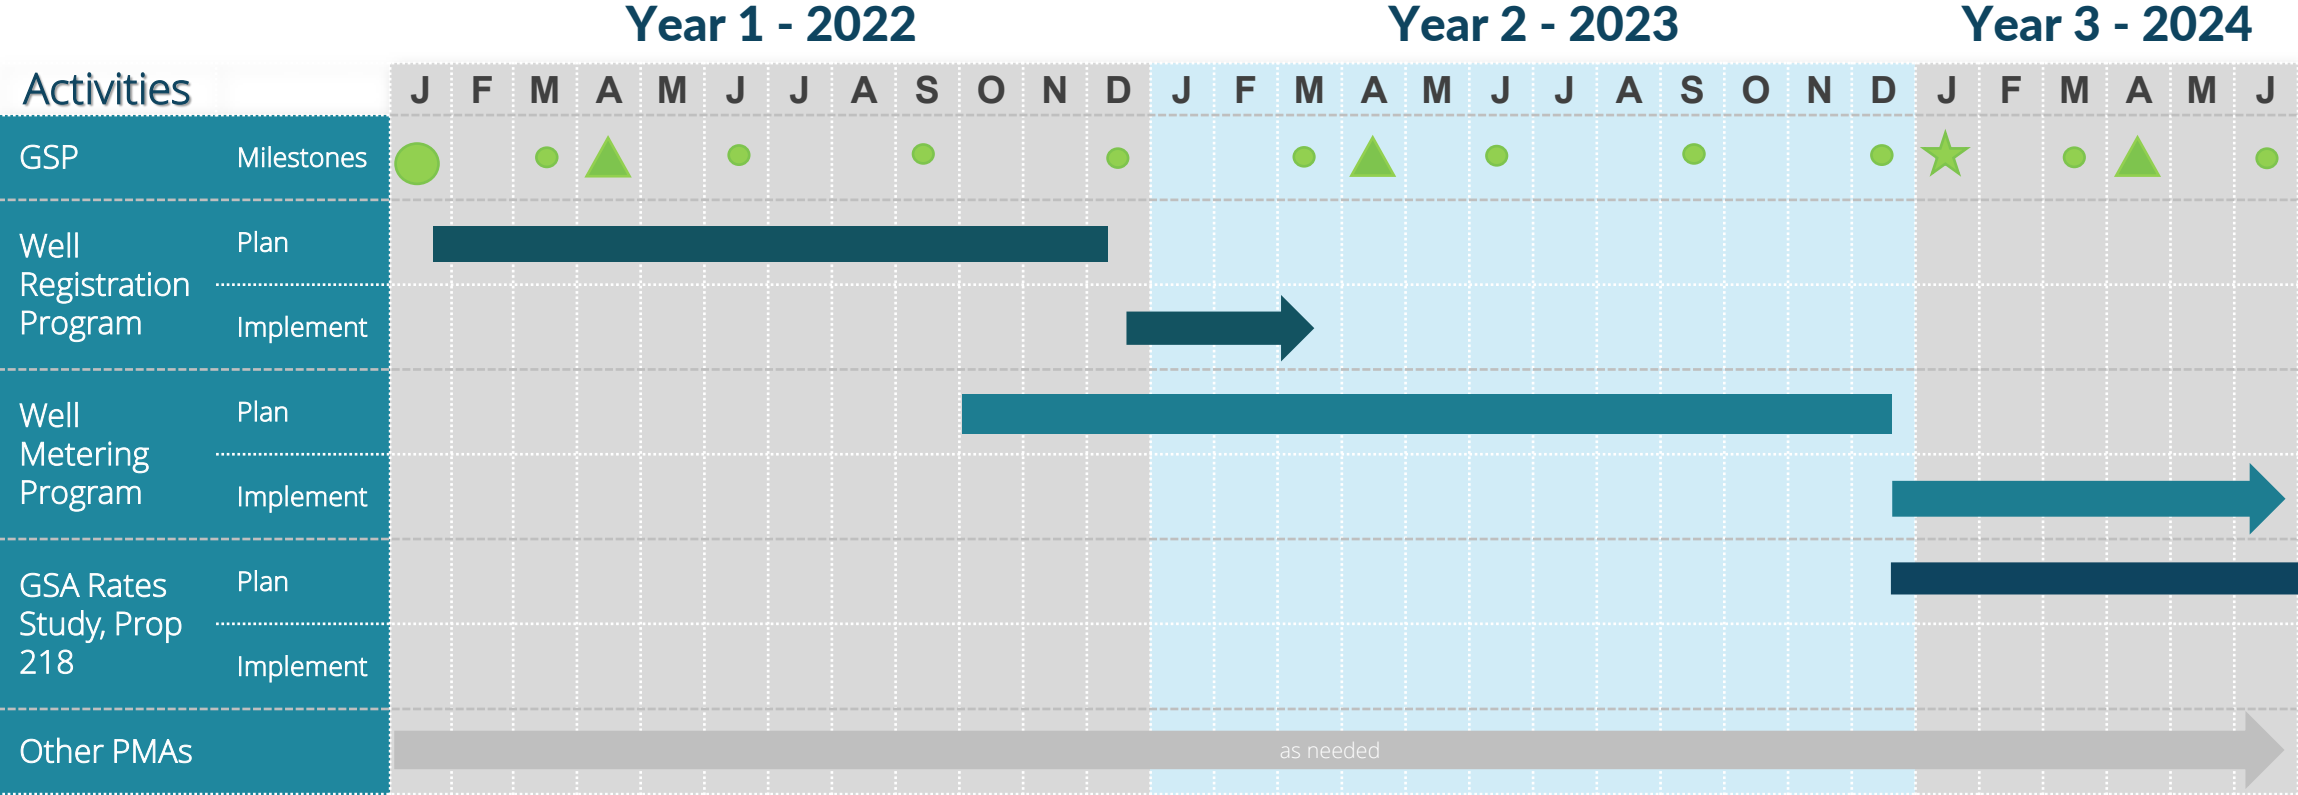 Year 1 - 2022 Year 2 - 2023 Year 3 - 2024
Activities J F M A M J J A S O N D J F M A M J J A S O N D J F M A M J
GSP Milestones
Well
Registration
Program
Plan
Implement
Well
Metering
Program
Plan
Implement
GSA Rates
Study, Prop
218
Plan
Implement
Other PMAs as needed